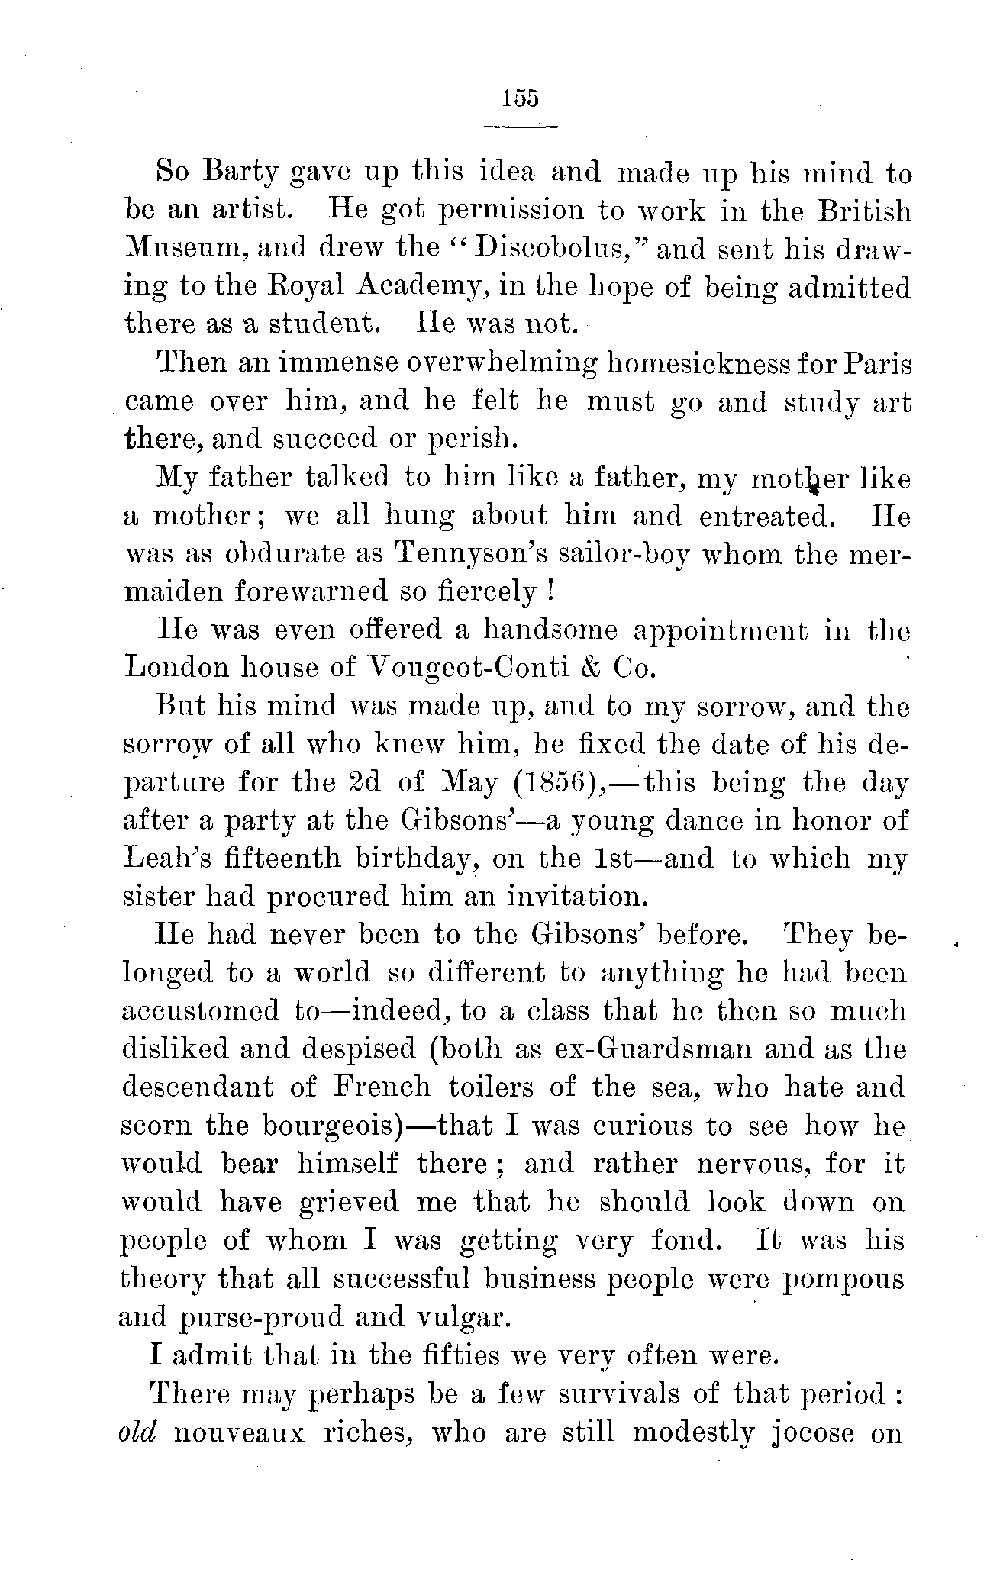 155
So Barty gave up this idea and made up his mind to
be an artist. He got permission to work in the British
Museum, and drew the “Discobolus,” and sent his draw-
ing to the Royal Academy, in the hope of being admitted
there as a student. He was not.
Then an immense overwhelming homesickness for Paris
came over him, and he felt he must go and study art
there, and succeed or perish.
My father talked to him like a father, my mother like
a mother; we all hung about him and entreated. He
was as obdurate as Tennyson’s sailor-boy whom the mer-
maiden forewarned so fiercely!
He was even offered a handsome appointment in the
London house of Vougeot-Conti & Co.
But his mind was made up, and to my sorrow, and the
sorrow of all who knew him, he fixed the date of his de-
parture for the 2d of May (1856),—this being the day
after a party at the Gibsons’—a young dance in honor of
Leah’s fifteenth birthday, on the 1st—and to which my
sister had procured him an invitation.
He had never been to the Gibsons’ before. They be-
longed to a world so different to anything he had been
accustomed to—indeed, to a class that he then so much
disliked and despised (both as ex-Guardsman and as the
descendant of French toilers of the sea, who hate and
scorn the bourgeois)—that I was curious to see how he
would bear himself there; and rather nervous, for it
would have grieved me that he should look down on
people of whom I was getting very fond. It was his
theory that all successful business people were pompous
and purse-proud and vulgar.
I admit that in the fifties we very often were.
There may perhaps be a few survivals of that period:
old nouveaux riches, who are still modestly jocose on